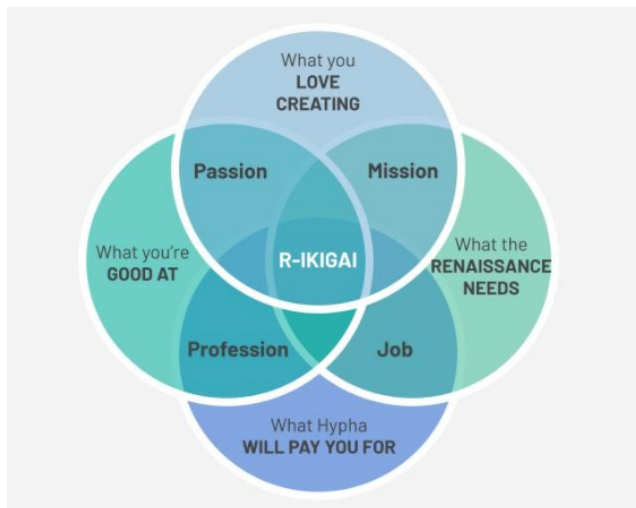 What you
LOVE
CREATING
Passion
Mission
What you're
GOOD AT
R-IKIGAI
What the
RENAISSANCE
NEEDS
Profession
Job
What Hypha
WILL PAY YOU FOR